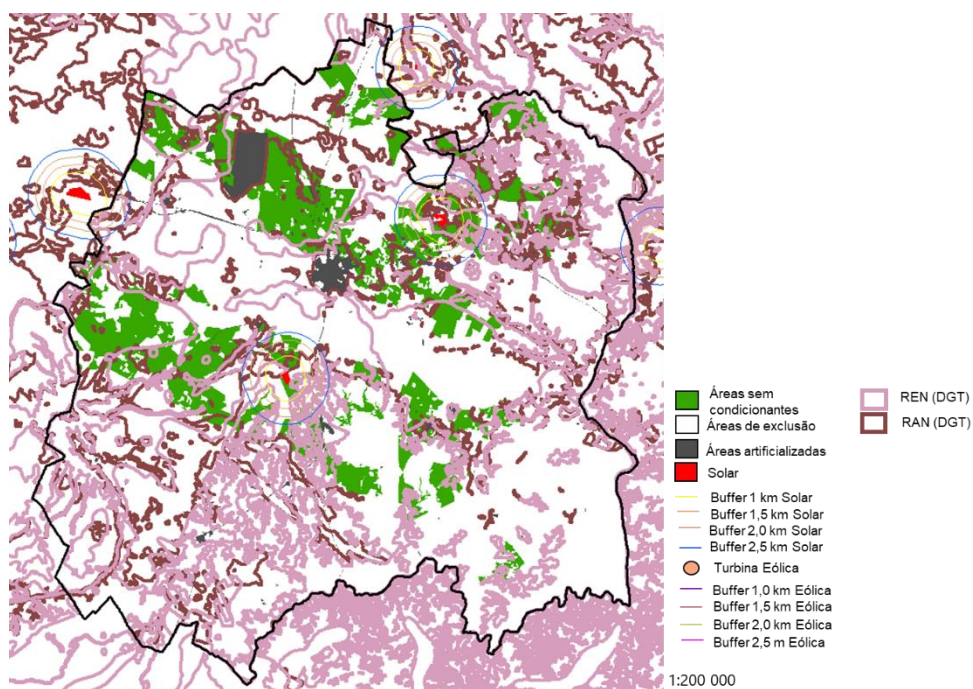 Áreas sem
condicionantes
Áreas de exclusão
Áreas artificializadas
Solar
Buffer 1 km Solar
Buffer 1,5 km Solar
Buffer 2,0 km Solar
Buffer 2,5 km Solar
Turbina Eólica
Buffer 1,0 km Eólica
Buffer 1,5 km Eólica
Buffer 2,0 km Eólica
Buffer 2,5 m Eólica
REN (DGT)
RAN (DGT)
1:200 000